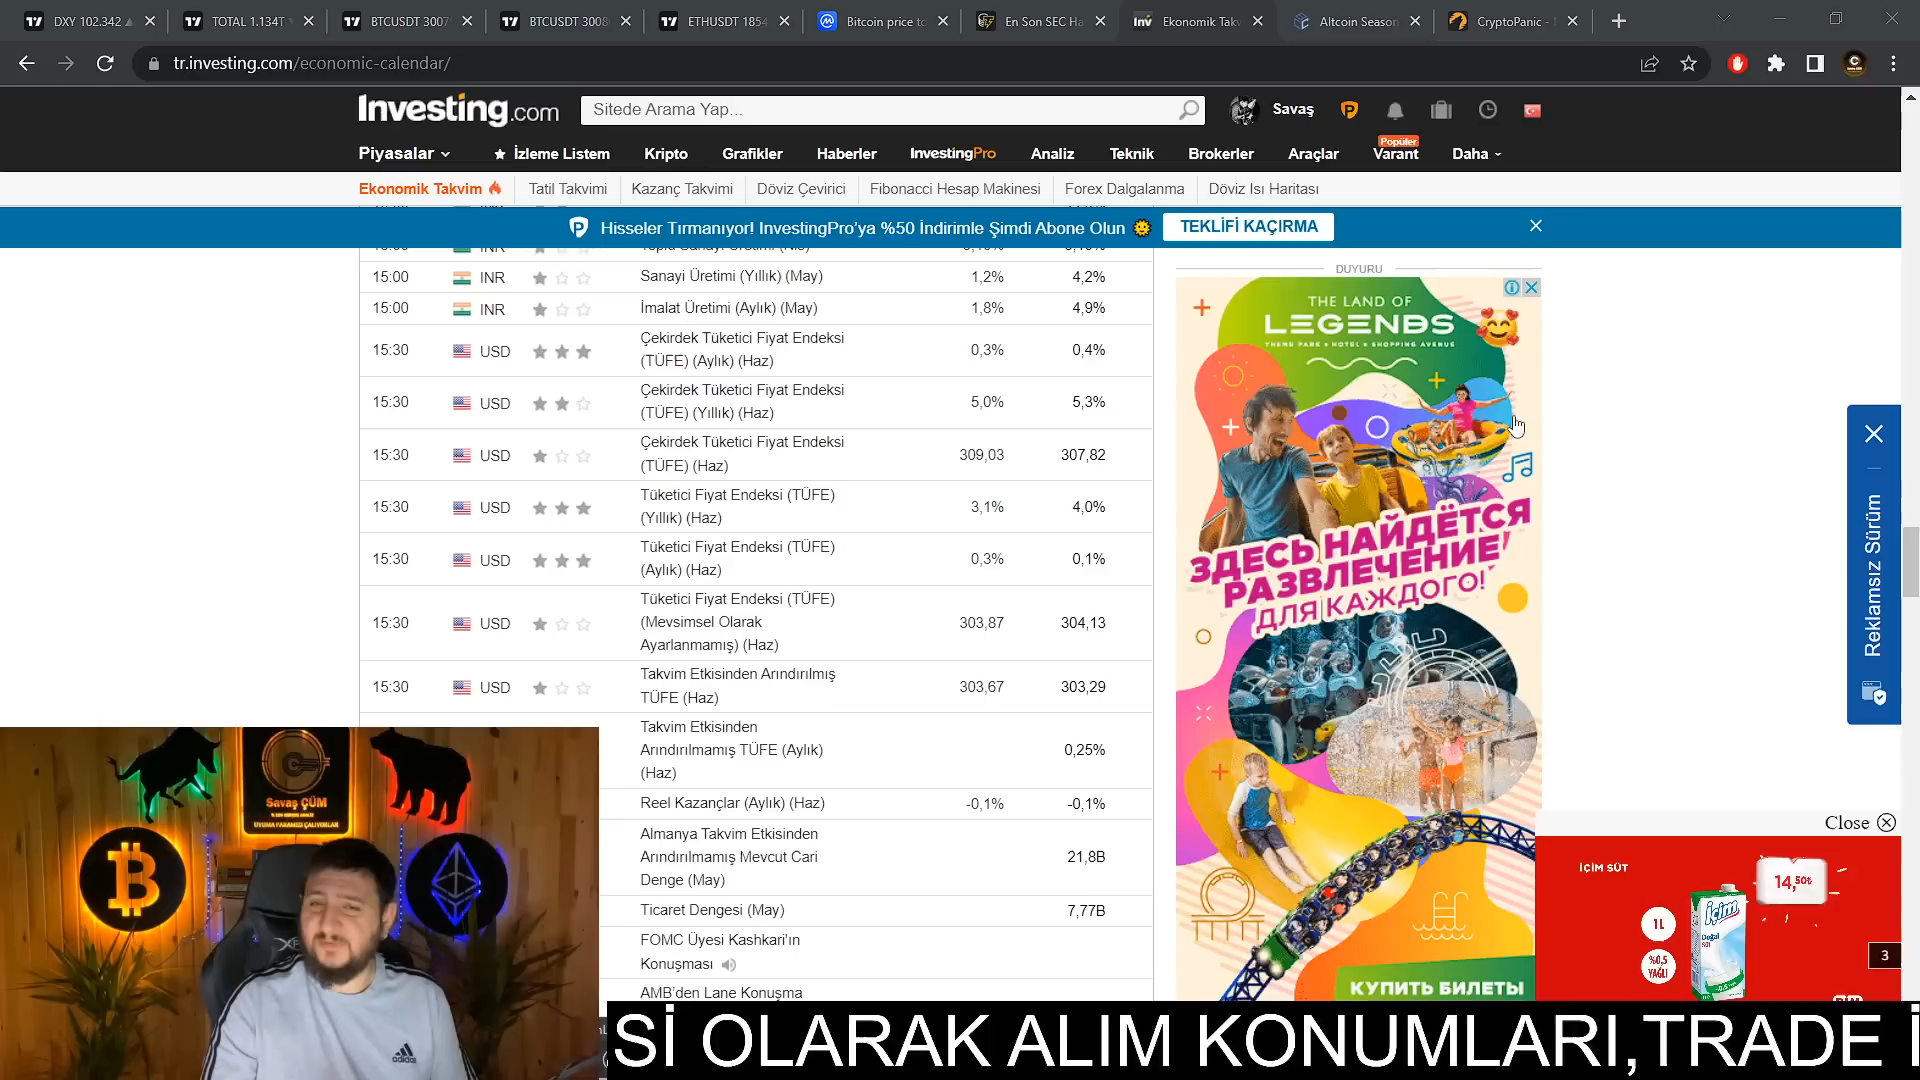 DXY 102.342
TOTAL 1.134T
BTCUSDT 3007
BTCUSDT 3008
ETHUSDT 1854
Bitcoin price to
En Son SEC Ha
Ekonomik Takv
Altcoin Season
CryptoPanic -
tr.investing.com/economic-calendar/
Investing.com
Sitede Arama Yap...
Savaş
Popüler
Piyasalar
İzleme Listem
Kripto
Grafikler
Haberler
InvestingPro
Analiz
Teknik
Brokerler
Araçlar
Varant
Daha
Ekonomik Takvim
Tatil Takvimi
Kazanç Takvimi
Döviz Çevirici
Fibonacci Hesap Makinesi
Forex Dalgalanma
Döviz Isı Haritası
Hisseler Tırmanıyor! InvestingPro'ya %50 İndirimle Şimdi Abone Olun
TEKLİFİ KAÇIRMA
DUYURU
15:00 INR Sanayi Üretimi (Yıllık) (May) 1,2% 4,2%
15:00 INR İmalat Üretimi (Aylık) (May) 1,8% 4,9%
15:30 USD Çekirdek Tüketici Fiyat Endeksi
(TÜFE) (Aylık) (Haz) 0,3% 0,4%
15:30 USD Çekirdek Tüketici Fiyat Endeksi
(TÜFE) (Yıllık) (Haz) 5,0% 5,3%
15:30 USD Çekirdek Tüketici Fiyat Endeksi
(TÜFE) (Haz) 309,03 307,82
15:30 USD Tüketici Fiyat Endeksi (TÜFE)
(Yıllık) (Haz) 3,1% 4,0%
15:30 USD Tüketici Fiyat Endeksi (TÜFE)
(Aylık) (Haz) 0,3% 0,1%
15:30 USD Tüketici Fiyat Endeksi (TÜFE)
(Mevsimsel Olarak
Ayarlanmamış) (Haz) 303,87 304,13
15:30 USD Takvim Etkisinden Arındırılmış
TÜFE (Haz) 303,67 303,29
Takvim Etkisinden
Arındırılmamış TÜFE (Aylık)
(Haz) 0,25%
Reel Kazançlar (Aylık) (Haz) -0,1% -0,1%
Almanya Takvim Etkisinden
Arındırılmamış Mevcut Cari
Denge (May) 21,8B
Ticaret Dengesi (May) 7,77B
FOMC Üyesi Kashkari'ın
Konuşması
AMB'den Lane Konuşma
THE LAND OF
LEGENDS
THEME PARK • HOTEL • SHOPPING AVENUE
ЗДЕСЬ НАЙДЁТСЯ
РАЗВЛЕЧЕНИЕ
ДЛЯ КАЖДОГО!
КУПИТЬ БИЛЕТЫ
Reklamsız Sürüm
Close
İÇİM SÜT
14,50₺
1L
%0,5
YAĞLI
içim
Doğal
3
Savaş ÇÜM
Sİ OLARAK ALIM KONUMLARI,TRADE İ
adidas